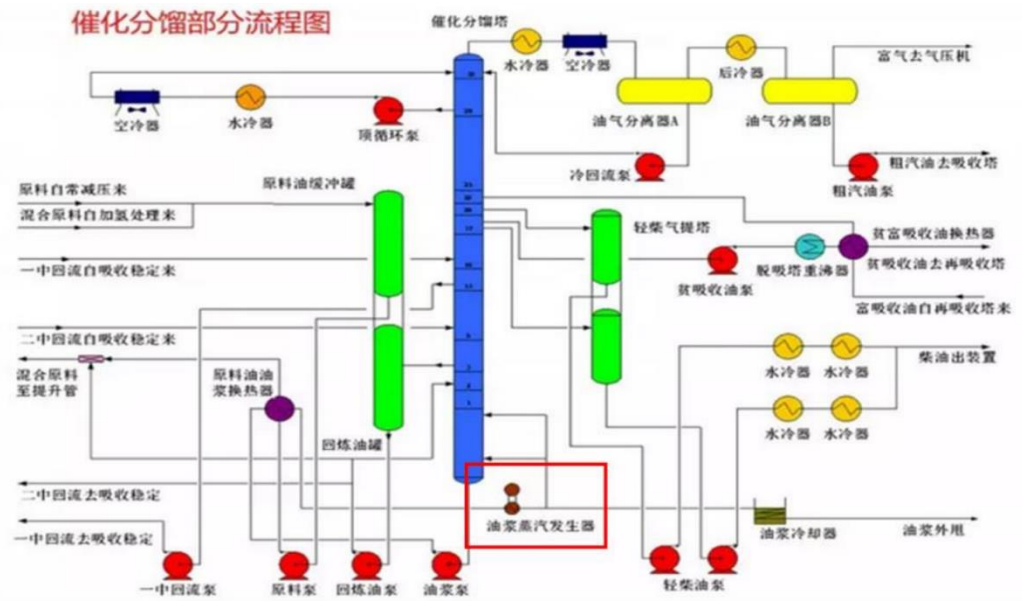 催化分馏部分流程图
催化分馏塔
水冷器
空冷器
后冷器
富气去气压机
空冷器
水冷器
顶循环泵
油气分离器A
油气分离器B
冷回流泵
粗汽油去吸收塔
粗汽油泵
原料自常减压来
原料油缓冲罐
混合原料自加氢处理来
轻柴气提塔
贫富吸收油换热器
一中回流自吸收稳定来
脱吸塔重沸器
贫吸收油去再吸收塔
贫吸收油泵
富吸收油自再吸收塔来
二中回流自吸收稳定来
混合原料
至提升管
原料油油
浆换热器
水冷器
水冷器
柴油出装置
水冷器
水冷器
回炼油罐
二中回流去吸收稳定
油浆蒸汽发生器
油浆冷却器
油浆外甩
一中回流去吸收稳定
一中回流泵
原料泵
回炼油泵
油浆泵
轻柴油泵